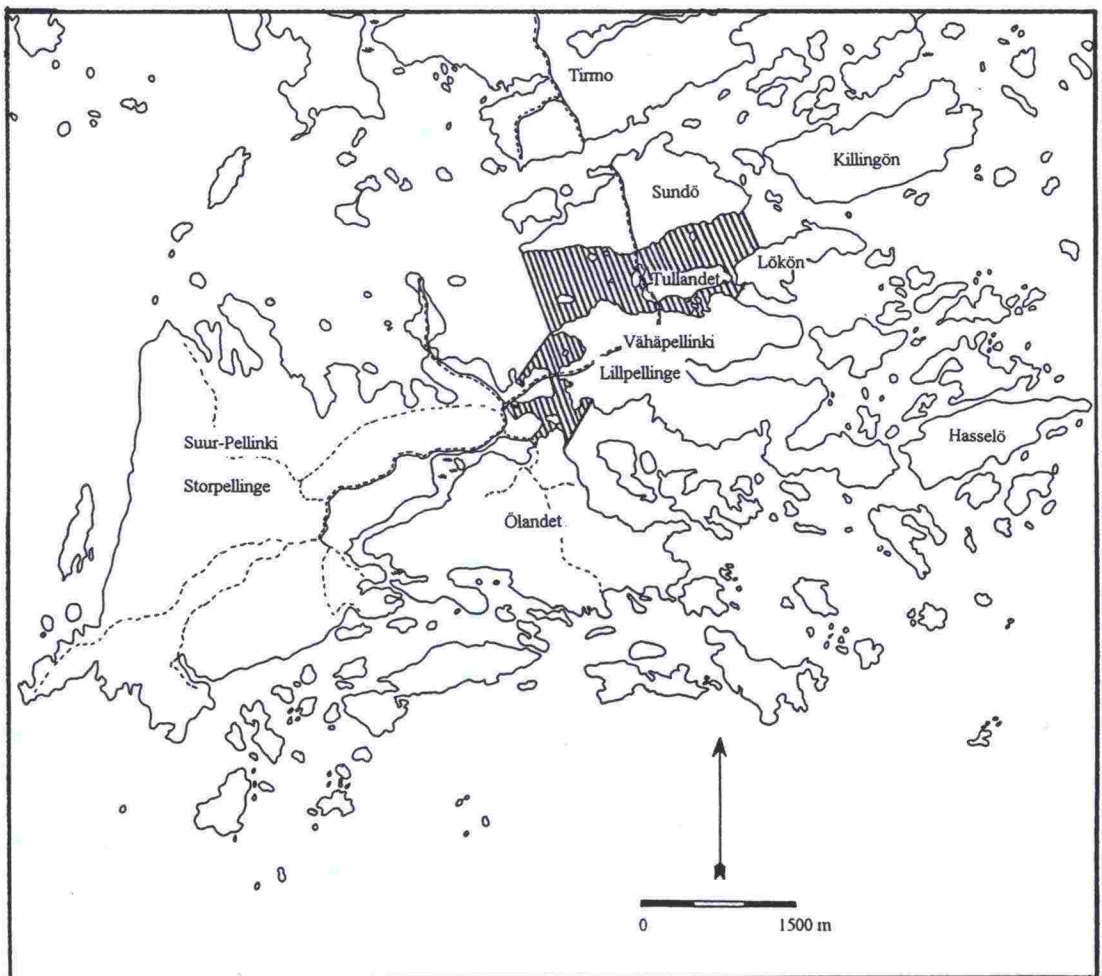 Tirmo
Killingön
Sundö
Lökön
Tullandet
Vähäpellinki
Lillpellinge
Hasselö
Suur-Pellinki
Storpellinge
Ölandet
0 1500 m